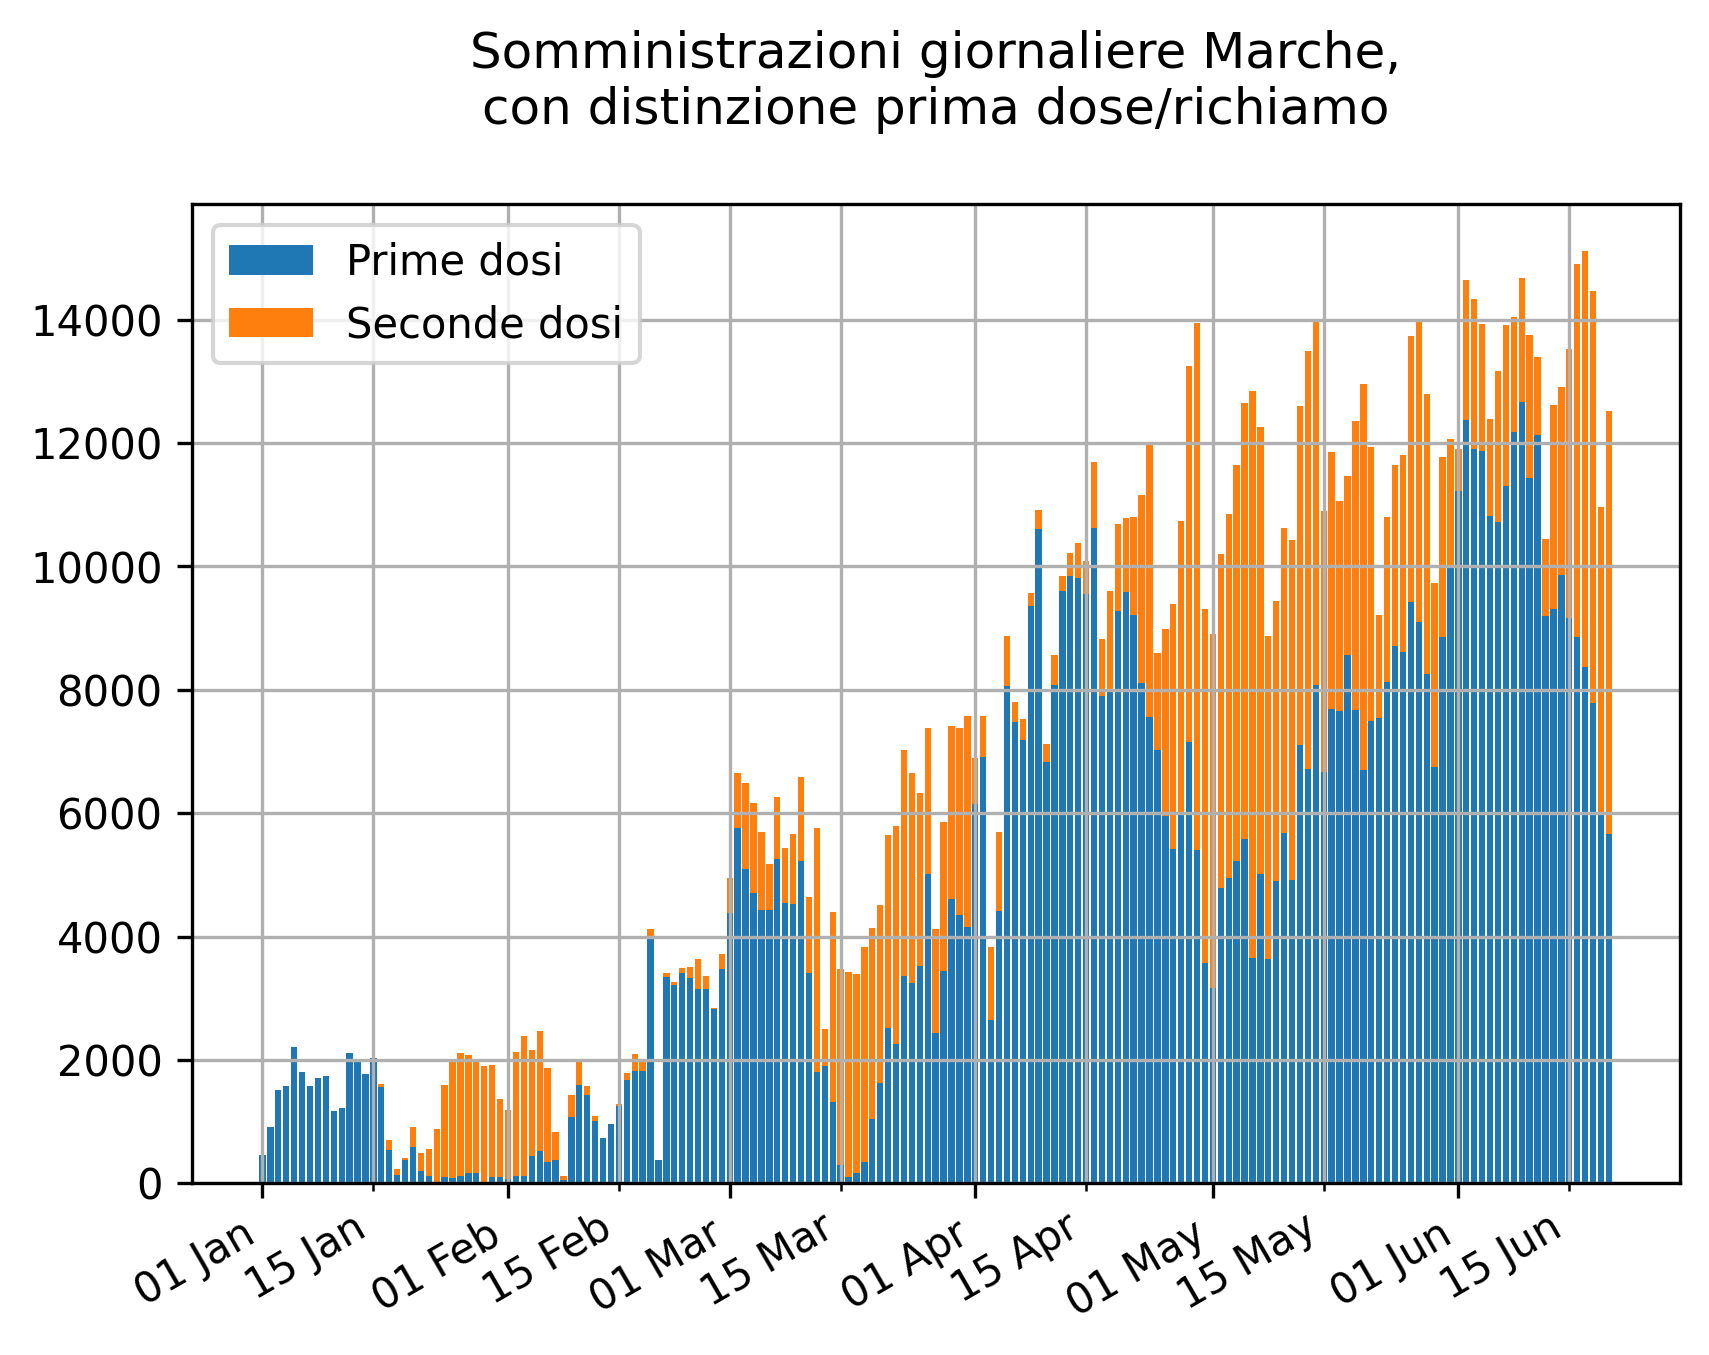 Somministrazioni giornaliere Marche,
con distinzione prima dose/richiamo
Prime dosi
Seconde dosi
14000
12000
10000
8000
6000
4000
2000
0
01 Jan
15 Jan
01 Feb
15 Feb
01 Mar
15 Mar
01 Apr
15 Apr
01 May
15 May
01 Jun
15 Jun